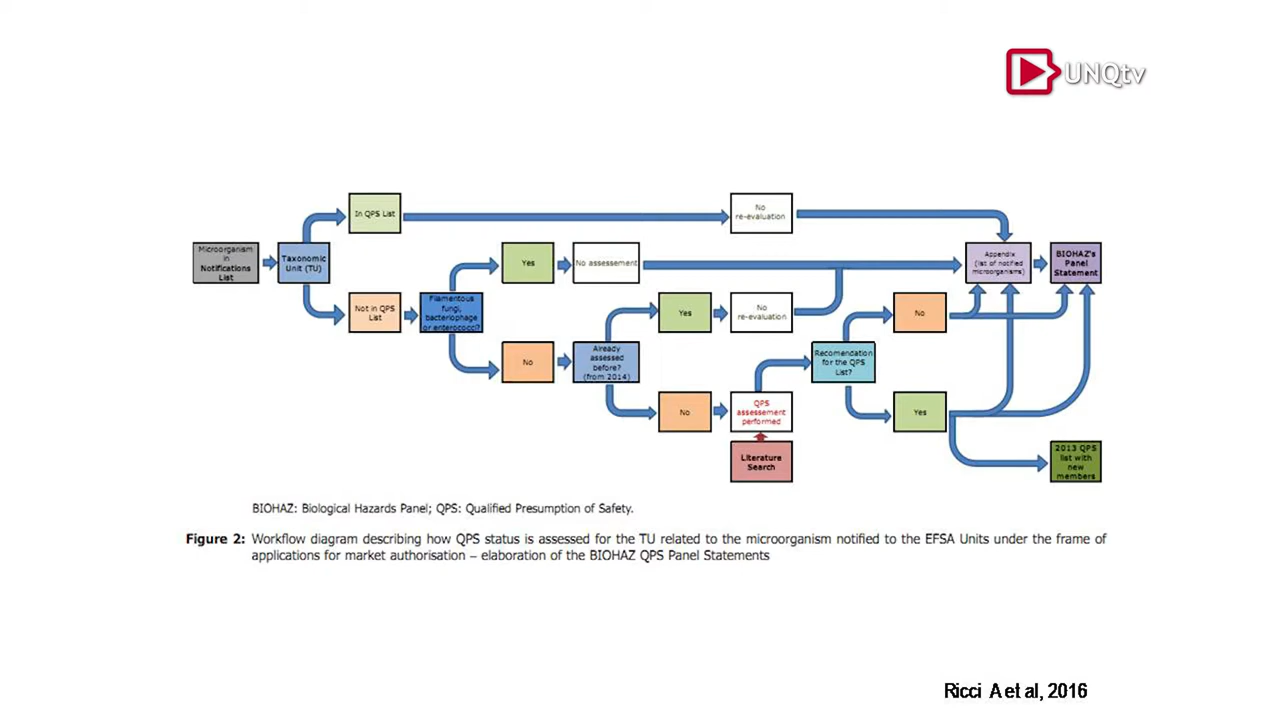 UNQtv
In QPS List
No
re-evaluation
Microorganism
in
Notifications
List
Taxonomic
Unit (TU)
Yes
No assessment
Appendix
(list of notified
microorganisms)
BIOHAZ's
Panel
Statement
Not in QPS
List
Filamentous
fungi,
bacteriophage
or enterococci?
Yes
No
re-evaluation
No
No
Already
assessed
before?
(from 2014)
Recomendation
for the QPS
List?
No
QPS
assessement
performed
Yes
Literature
Search
2013 QPS
list with
new
members
BIOHAZ: Biological Hazards Panel; QPS: Qualified Presumption of Safety.
Figure 2: Workflow diagram describing how QPS status is assessed for the TU related to the microorganism notified to the EFSA Units under the frame of
applications for market authorisation – elaboration of the BIOHAZ QPS Panel Statements
Ricci A et al, 2016